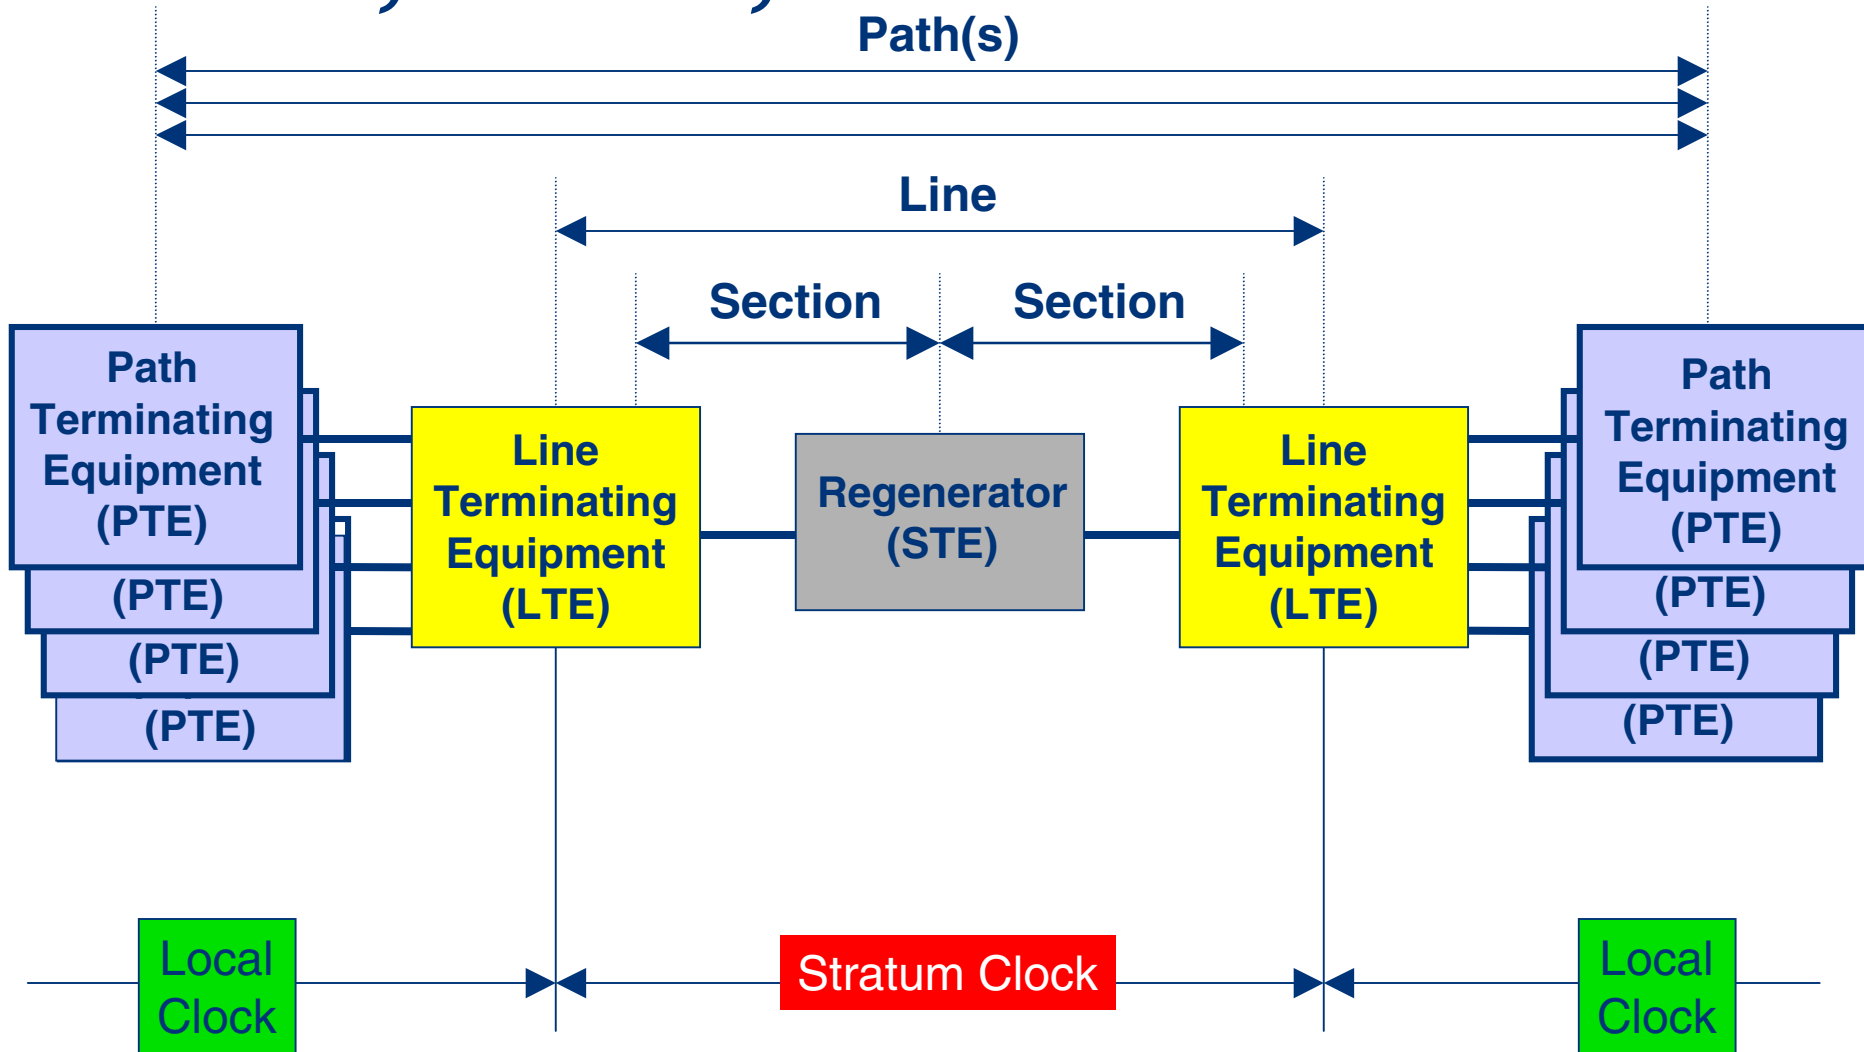 Path(s)
Line
Section
Section
Path
Terminating
Equipment
(PTE)
(PTE)
(PTE)
(PTE)
Line
Terminating
Equipment
(LTE)
Regenerator
(STE)
Line
Terminating
Equipment
(LTE)
Path
Terminating
Equipment
(PTE)
(PTE)
(PTE)
(PTE)
Local
Clock
Stratum Clock
Local
Clock